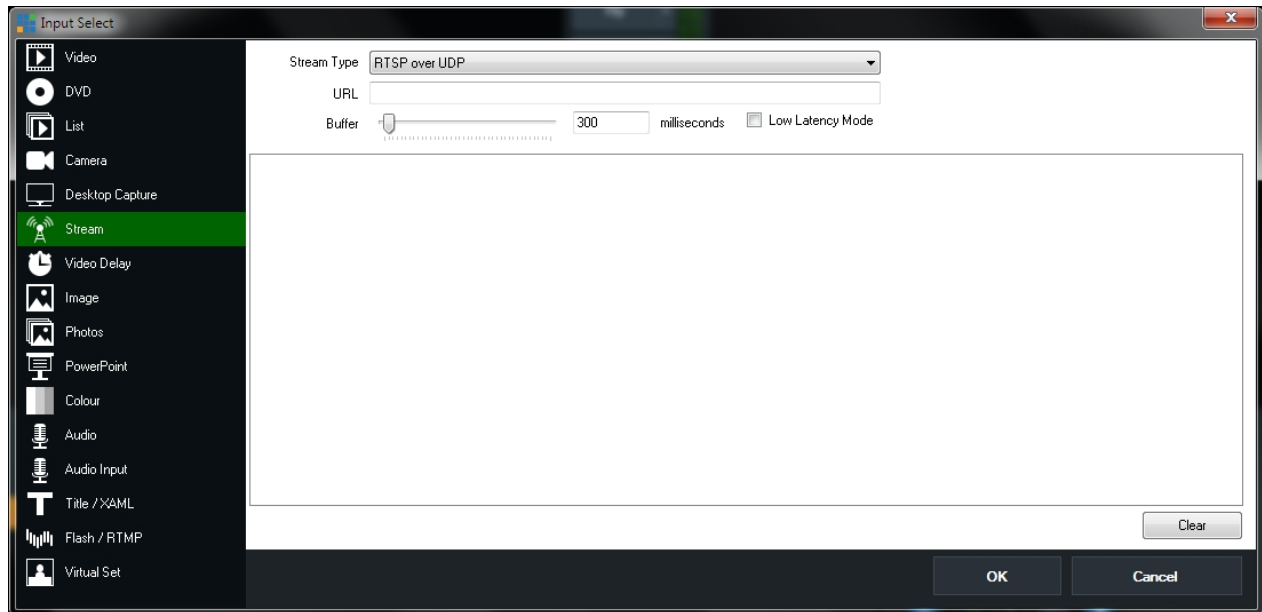 Input Select
Video
DVD
List
Camera
Desktop Capture
Stream
Video Delay
Image
Photos
PowerPoint
Colour
Audio
Audio Input
Title / XAML
Flash / RTMP
Virtual Set
Stream Type RTSP over UDP
URL
Buffer 300 milliseconds Low Latency Mode
Clear
OK Cancel